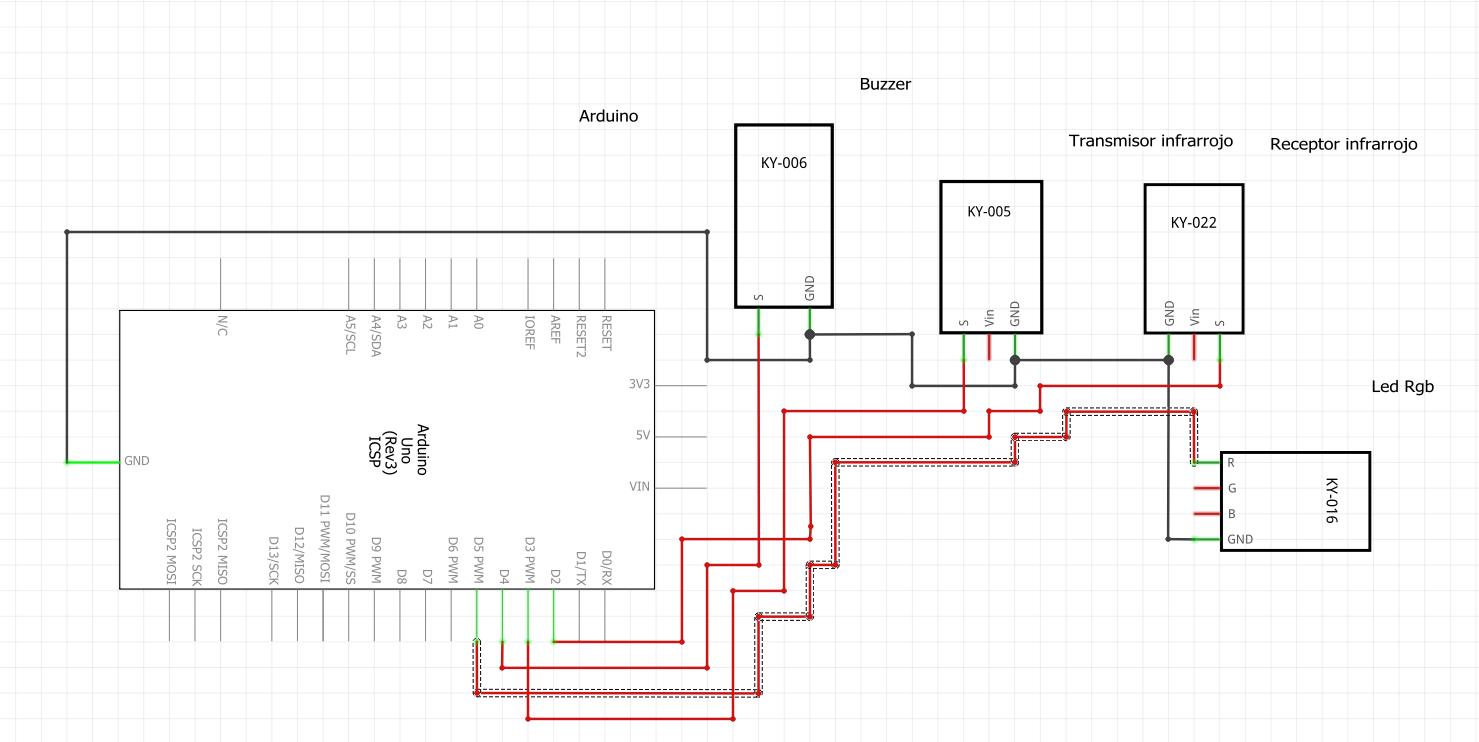 Buzzer
Arduino
Transmisor infrarrojo
Receptor infrarrojo
KY-006
S
GND
KY-005
S
Vin
GND
KY-022
GND
Vin
S
Led Rgb
N/C
A5/SCL
A4/SDA
A3
A2
A1
A0
IOREF
AREF
RESET2
RESET
3V3
5V
VIN
GND
Arduino
Uno
(Rev3)
ICSP
ICSP2 MOSI
ICSP2 SCK
ICSP2 MISO
D13/SCK
D12/MISO
D11 PWM/MOSI
D10 PWM/SS
D9 PWM
D8
D7
D6 PWM
D5 PWM
D4
D3 PWM
D2
D1/TX
D0/RX
R
G
B
GND
KY-016